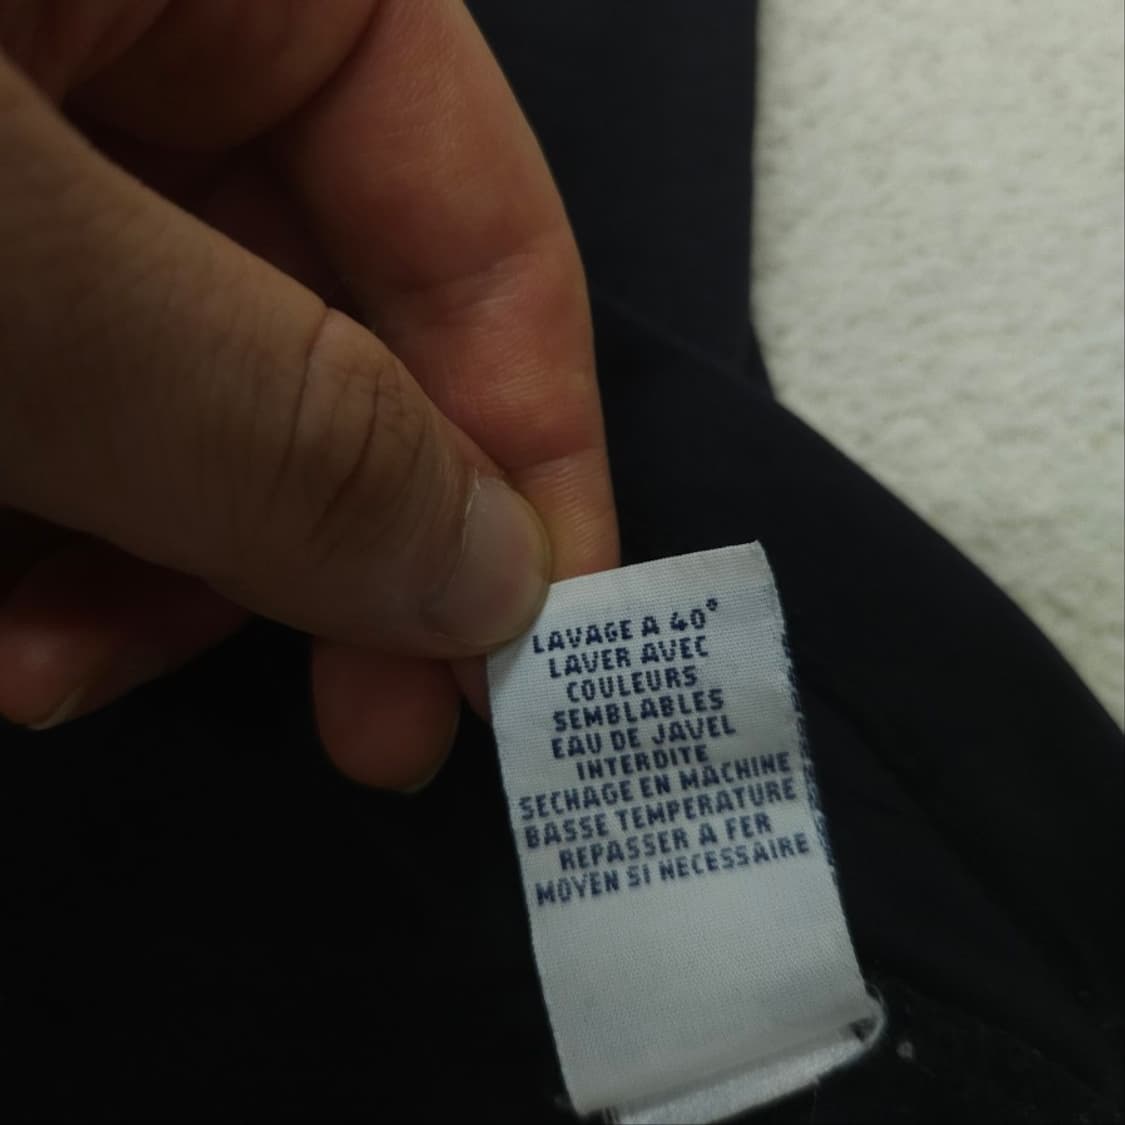 LAVAGE A 40°
LAVER AVEC
COULEURS
SEMBLABLES
EAU DE JAVEL
INTERDITE
SECHAGE EN MACHINE
BASSE TEMPERATURE
REPASSER A FER
MOYEN SI NECESSAIRE